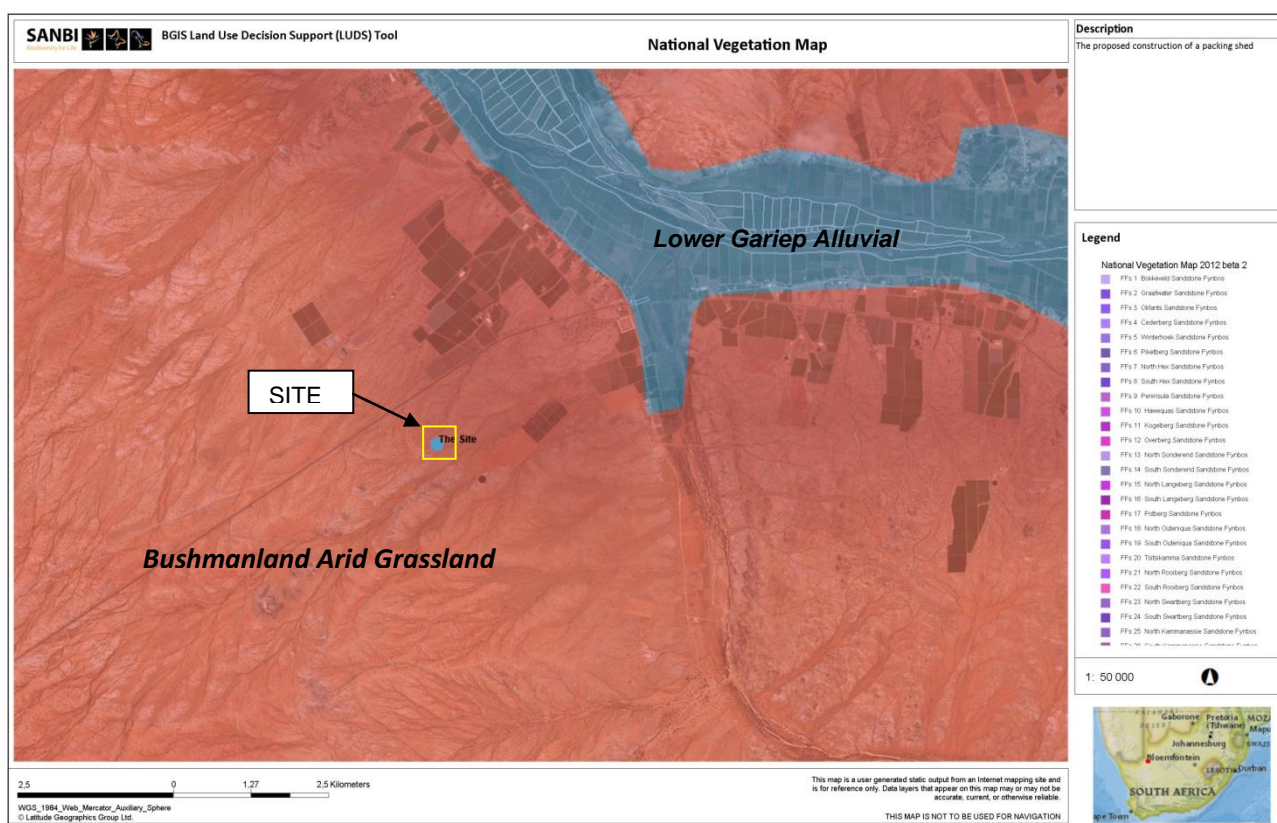 SANBI
Biodiversity for Life
BGIS Land Use Decision Support (LUDS) Tool
National Vegetation Map
Description
The proposed construction of a packing shed
Lower Gariep Alluvial
SITE
The Site
Bushmanland Arid Grassland
Legend
National Vegetation Map 2012 beta 2
FFs 1 Bokkeveld Sandstone Fynbos
FFs 2 Graafwater Sandstone Fynbos
FFs 3 Olifants Sandstone Fynbos
FFs 4 Cederberg Sandstone Fynbos
FFs 5 Winterhoek Sandstone Fynbos
FFs 6 Piketberg Sandstone Fynbos
FFs 7 North Hex Sandstone Fynbos
FFs 8 South Hex Sandstone Fynbos
FFs 9 Peninsula Sandstone Fynbos
FFs 10 Hawequas Sandstone Fynbos
FFs 11 Kogelberg Sandstone Fynbos
FFs 12 Overberg Sandstone Fynbos
FFs 13 North Sonderend Sandstone Fynbos
FFs 14 South Sonderend Sandstone Fynbos
FFs 15 North Langeberg Sandstone Fynbos
FFs 16 South Langeberg Sandstone Fynbos
FFs 17 Potberg Sandstone Fynbos
FFs 18 North Outeniqua Sandstone Fynbos
FFs 19 South Outeniqua Sandstone Fynbos
FFs 20 Tsitsikamma Sandstone Fynbos
FFs 21 North Rooiberg Sandstone Fynbos
FFs 22 South Rooiberg Sandstone Fynbos
FFs 23 North Swartberg Sandstone Fynbos
FFs 24 South Swartberg Sandstone Fynbos
FFs 25 North Kammanassie Sandstone Fynbos
1: 50 000
KALAHARI
DESERT
Gaborone
Pretoria
(Tshwane)
MOZ
Mapu
Johannesburg
SWAZI
Bloemfontein
LESOTHO
Durban
SOUTH AFRICA
ape Town
2,5 0 1,27 2,5 Kilometers
WGS_1984_Web_Mercator_Auxiliary_Sphere
© Latitude Geographics Group Ltd.
This map is a user generated static output from an Internet mapping site and
is for reference only. Data layers that appear on this map may or may not be
accurate, current, or otherwise reliable.
THIS MAP IS NOT TO BE USED FOR NAVIGATION